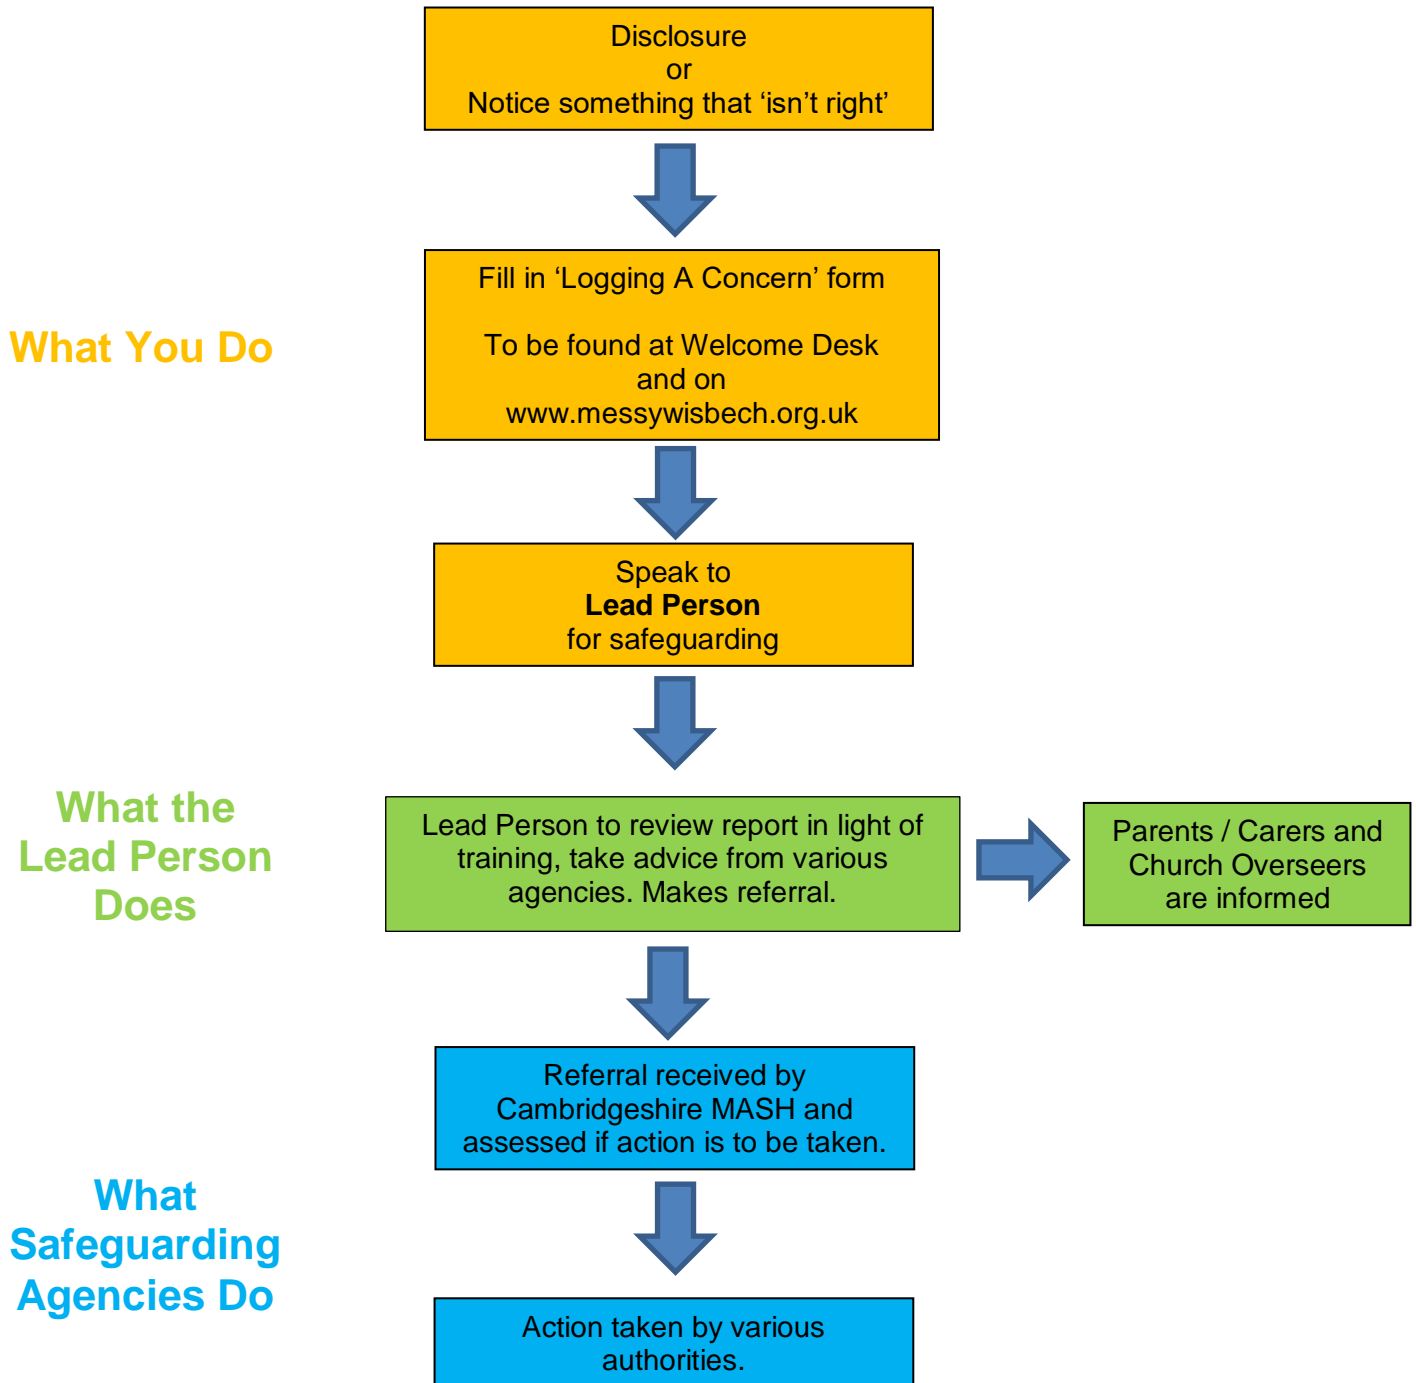 Disclosure
or
Notice something that ‘isn’t right’
What You Do
Fill in ‘Logging A Concern’ form
To be found at Welcome Desk
and on
www.messywisbech.org.uk
Speak to
Lead Person
for safeguarding
What the
Lead Person
Does
Lead Person to review report in light of
training, take advice from various
agencies. Makes referral.
Parents / Carers and
Church Overseers
are informed
Referral received by
Cambridgeshire MASH and
assessed if action is to be taken.
What
Safeguarding
Agencies Do
Action taken by various
authorities.